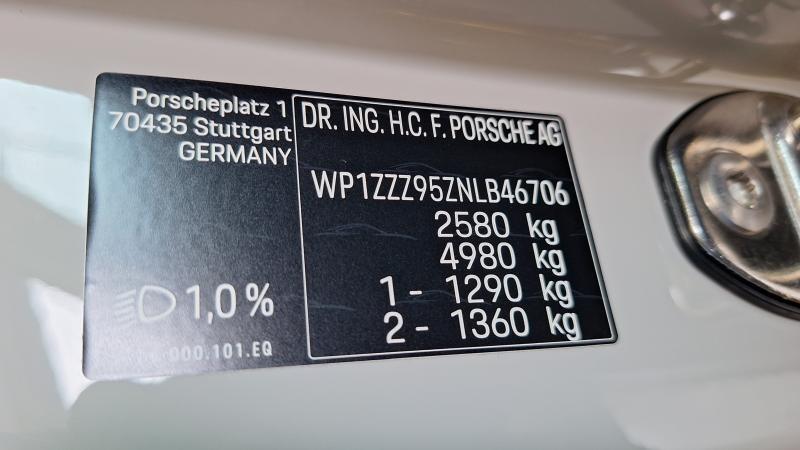 Porscheplatz 1
70435 Stuttgart
GERMANY
1,0%
000.101.EQ
DR. ING. H.C. F. PORSCHE AG
WP1ZZZ95ZNLB46706
2580 kg
4980 kg
1 - 1290 kg
2 - 1360 kg